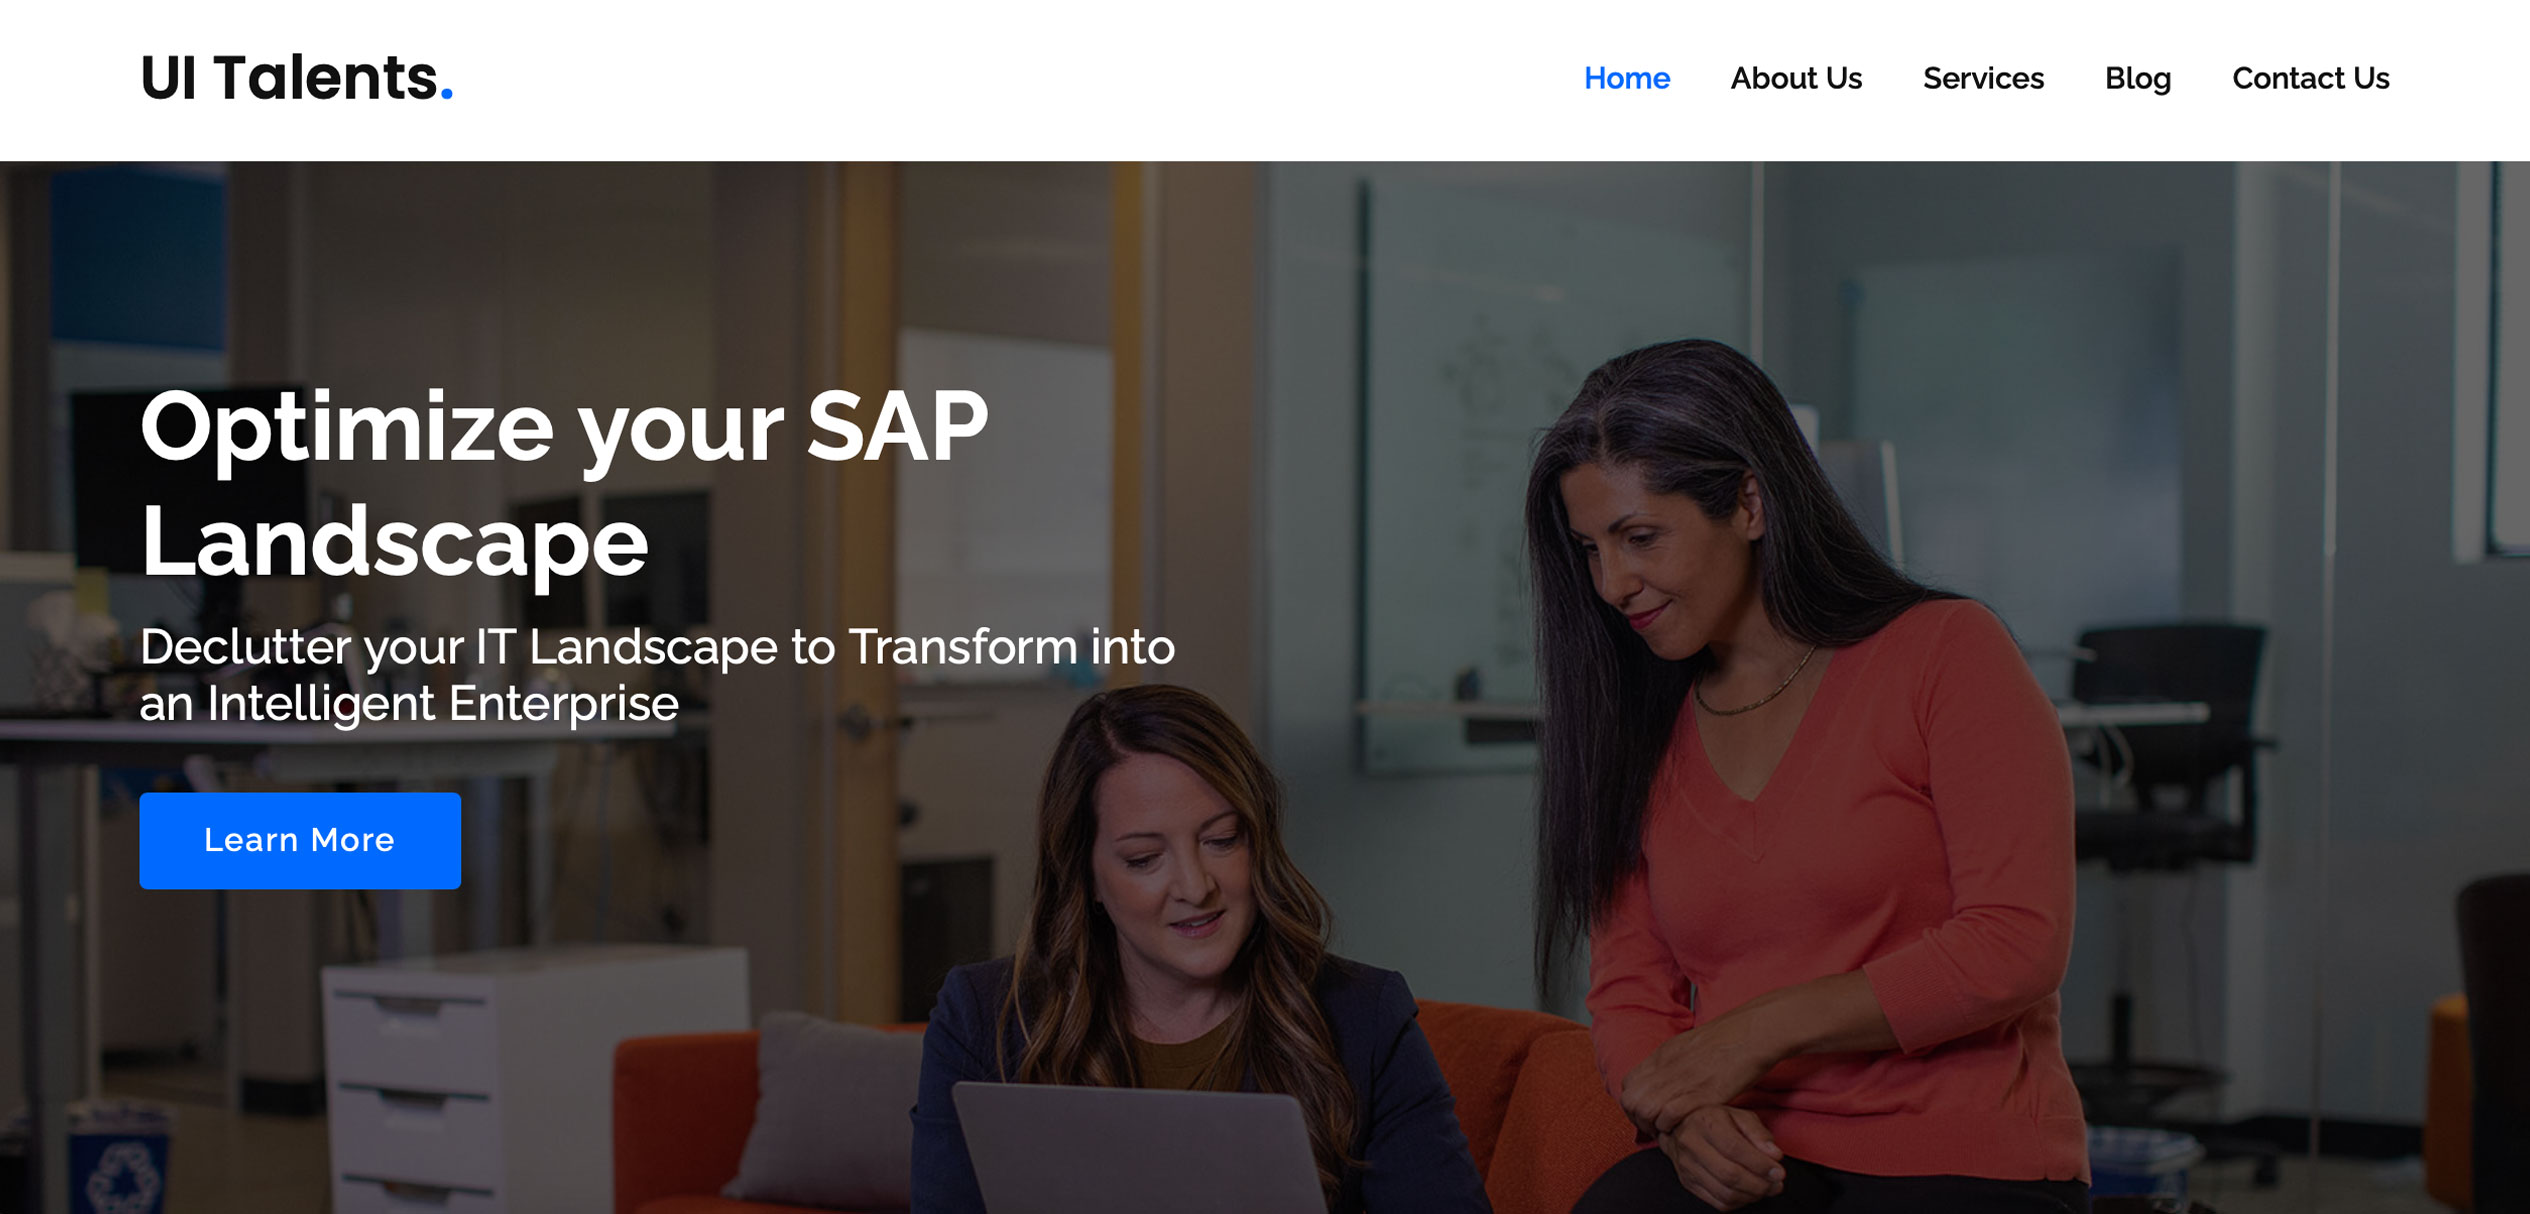 UI Talents.
Home
About Us
Services
Blog
Contact Us
Optimize your SAP
Landscape
Declutter your IT Landscape to Transform into
an Intelligent Enterprise
Learn More